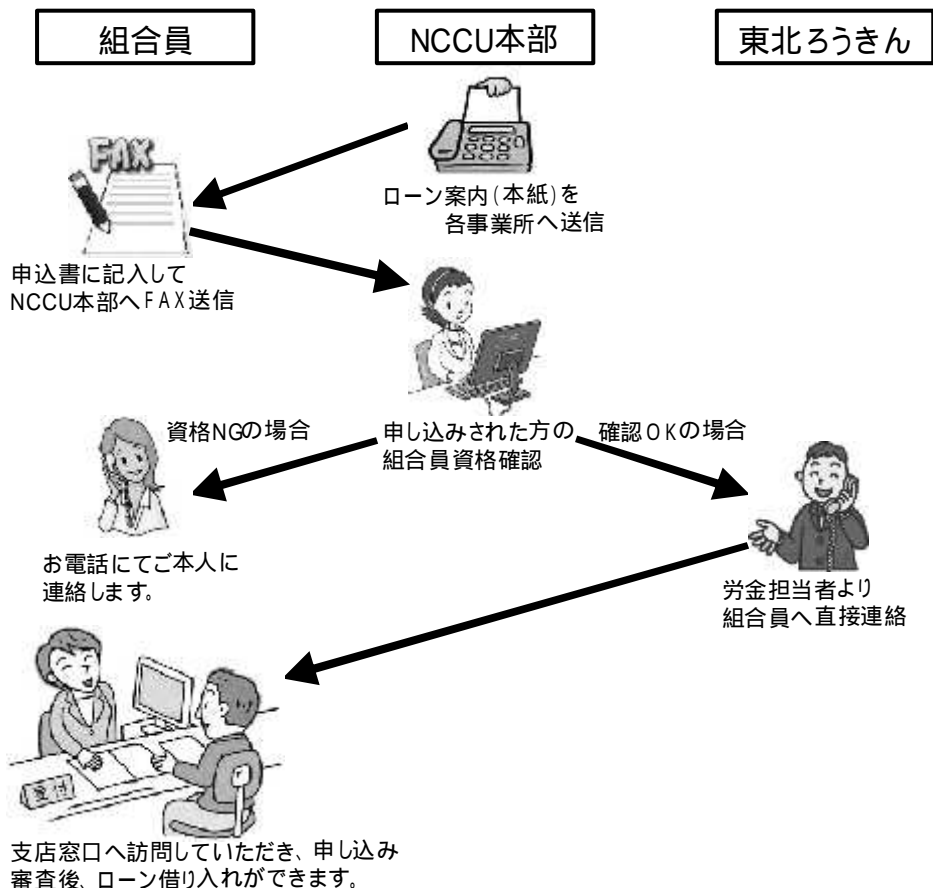 組合員
NCCU本部
東北ろうきん
FAX
ローン案内(本紙)を
各事業所へ送信
申込書に記入して
NCCU本部へFAX送信
資格NGの場合
申し込みされた方の
組合員資格確認
確認OKの場合
お電話にてご本人に
連絡します。
労金担当者より
組合員へ直接連絡
受付
支店窓口へ訪問していただき、申し込み
審査後、ローン借り入れができます。